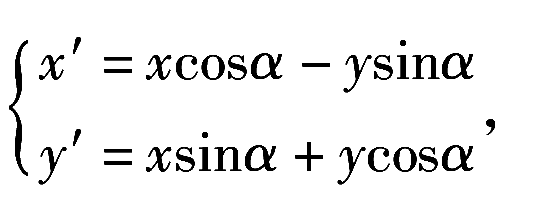 x′ = xcosα − ysinα
y′ = xsinα + ycosα,